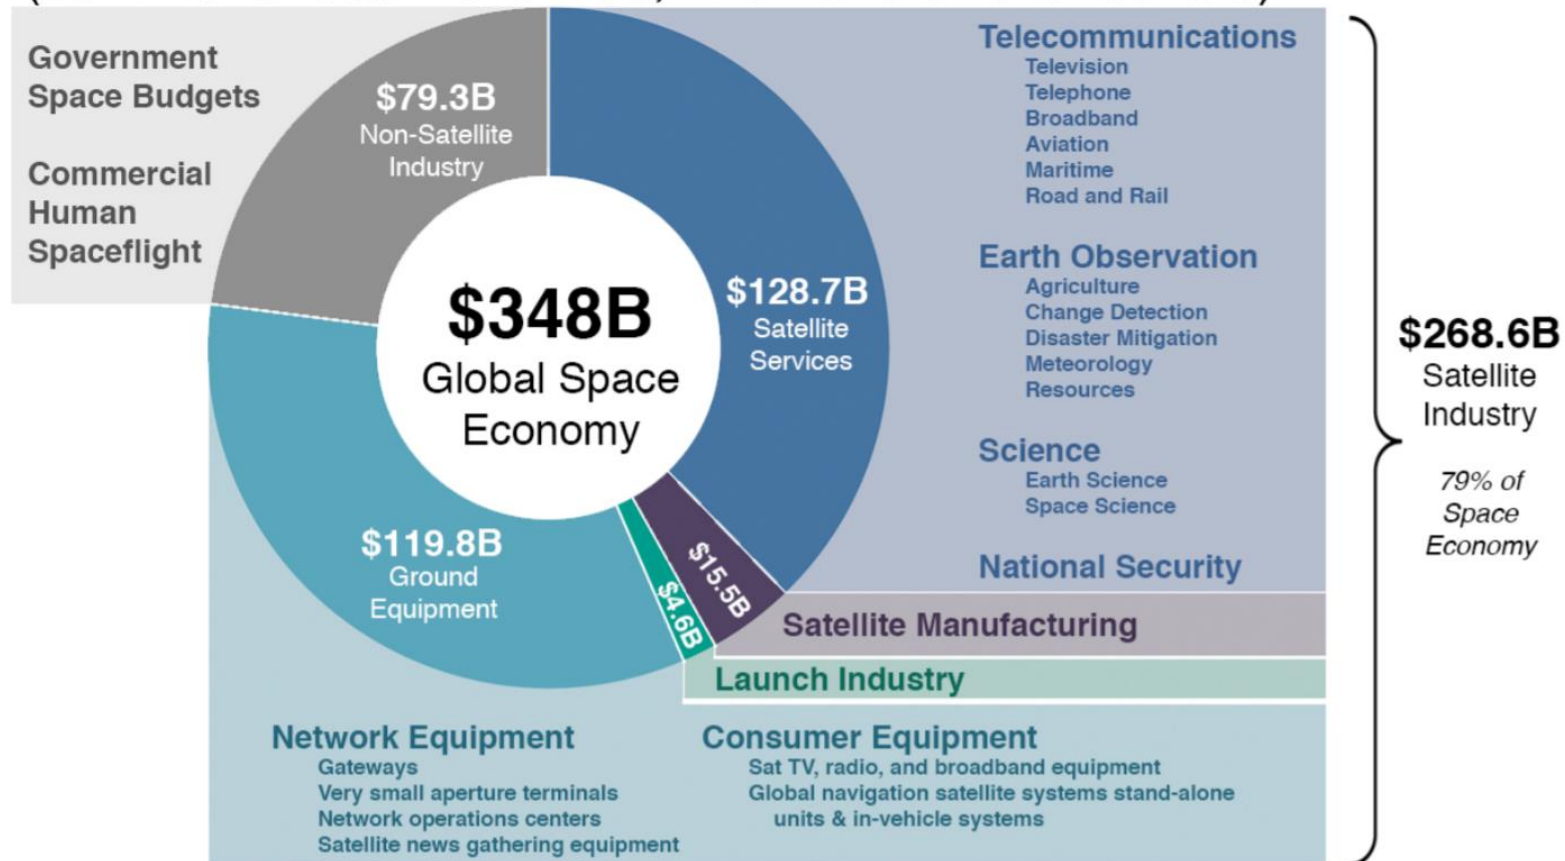 Government
Space Budgets
Commercial
Human
Spaceflight
$79.3B
Non-Satellite
Industry
$348B
Global Space
Economy
$128.7B
Satellite
Services
$119.8B
Ground
Equipment
$4.6B
$15.5B
Telecommunications
Television
Telephone
Broadband
Aviation
Maritime
Road and Rail
Earth Observation
Agriculture
Change Detection
Disaster Mitigation
Meteorology
Resources
Science
Earth Science
Space Science
National Security
Satellite Manufacturing
Launch Industry
Network Equipment
Gateways
Very small aperture terminals
Network operations centers
Satellite news gathering equipment
Consumer Equipment
Sat TV, radio, and broadband equipment
Global navigation satellite systems stand-alone
units & in-vehicle systems
$268.6B
Satellite
Industry
79% of
Space
Economy